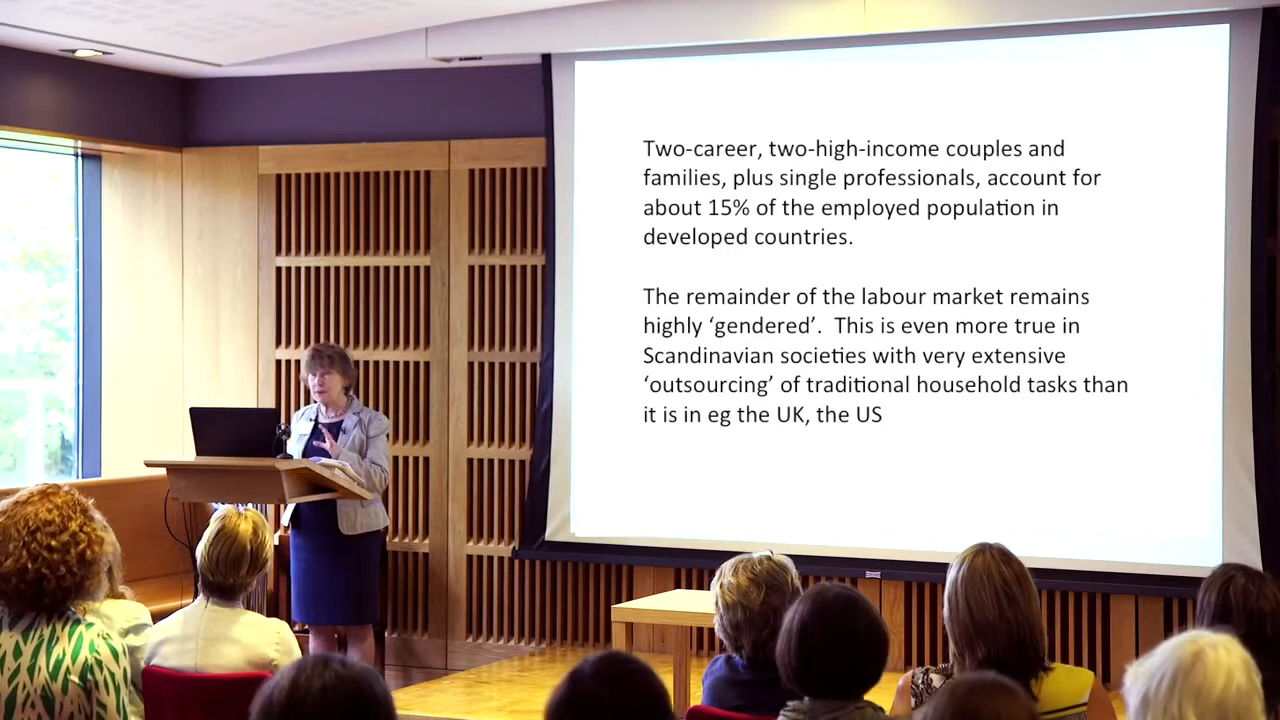 Two-career, two-high-income couples and
families, plus single professionals, account for
about 15% of the employed population in
developed countries.
The remainder of the labour market remains
highly ‘gendered’.  This is even more true in
Scandinavian societies with very extensive
‘outsourcing’ of traditional household tasks than
it is in eg the UK, the US